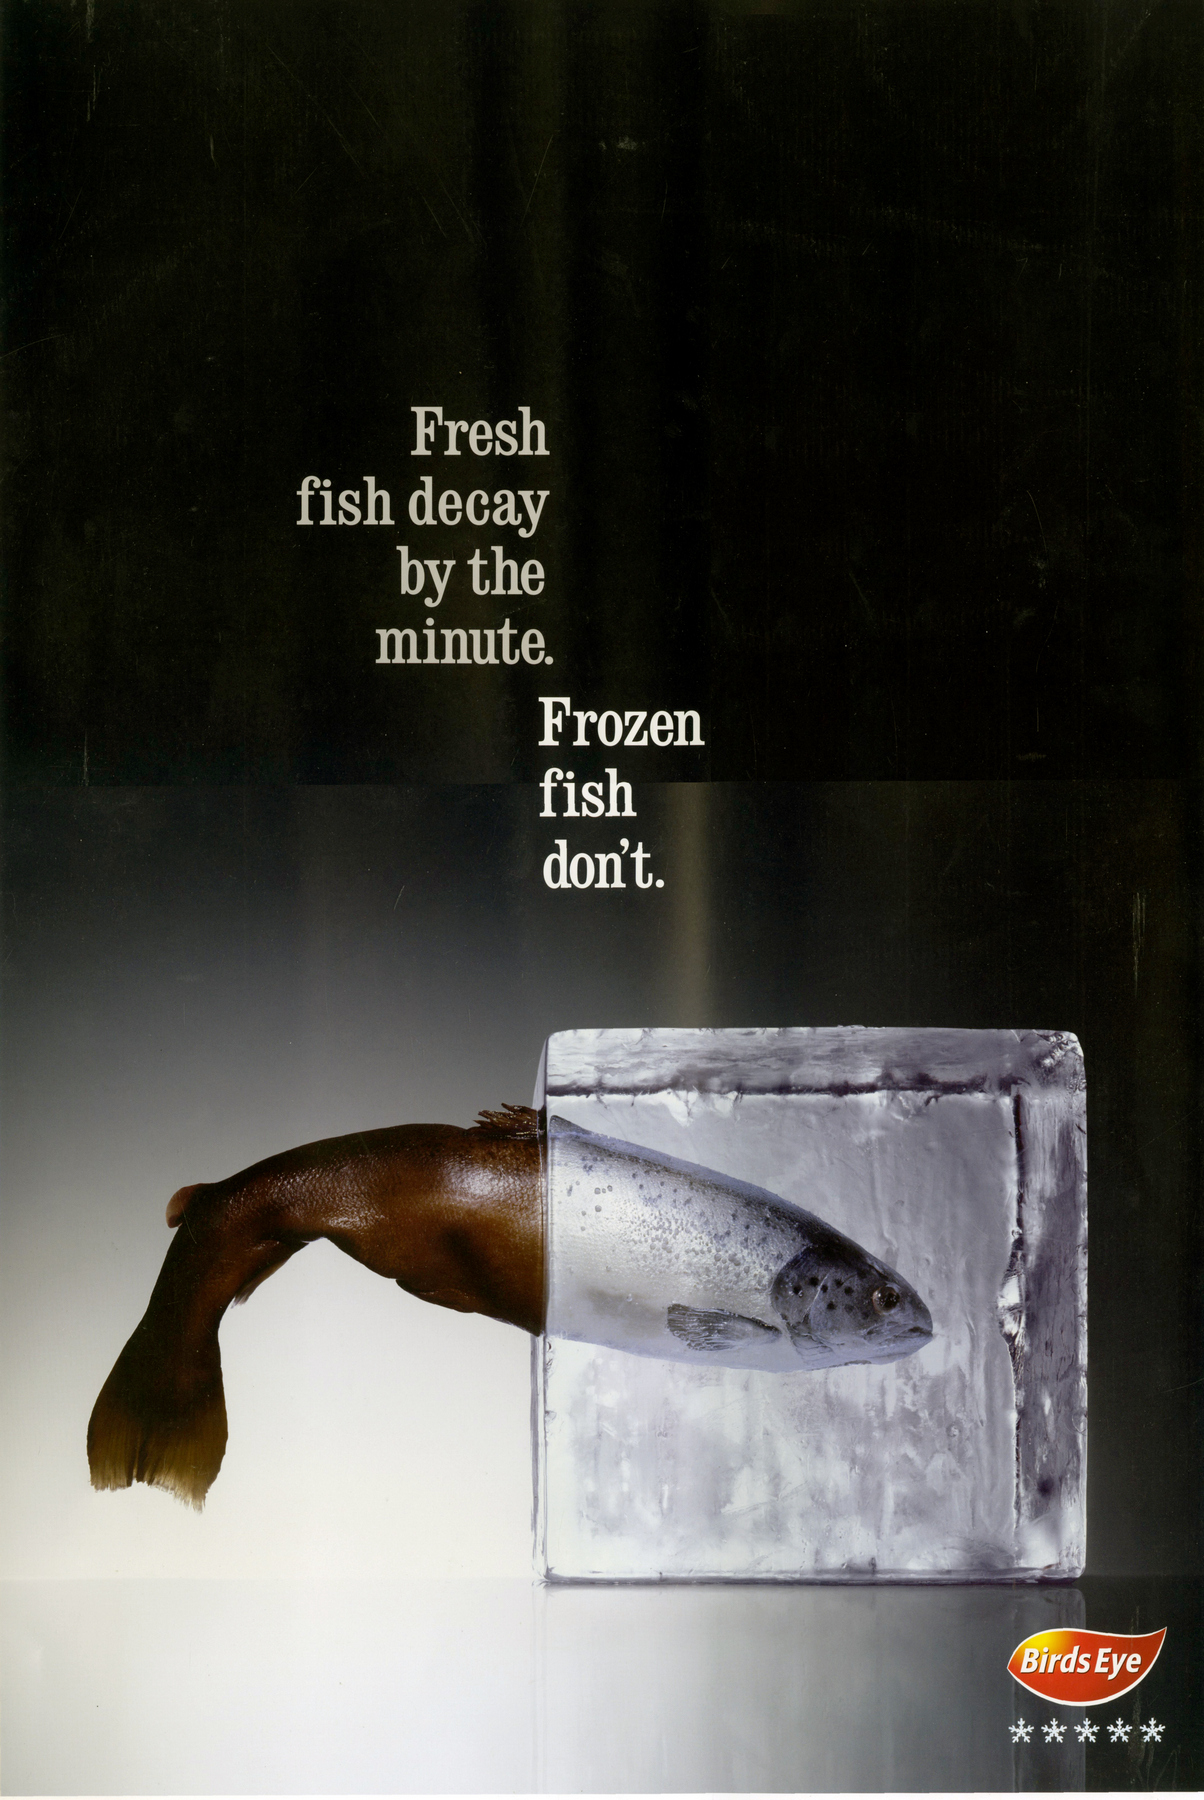 Fresh
fish decay
by the
minute.
Frozen
fish
don't.
Birds Eye